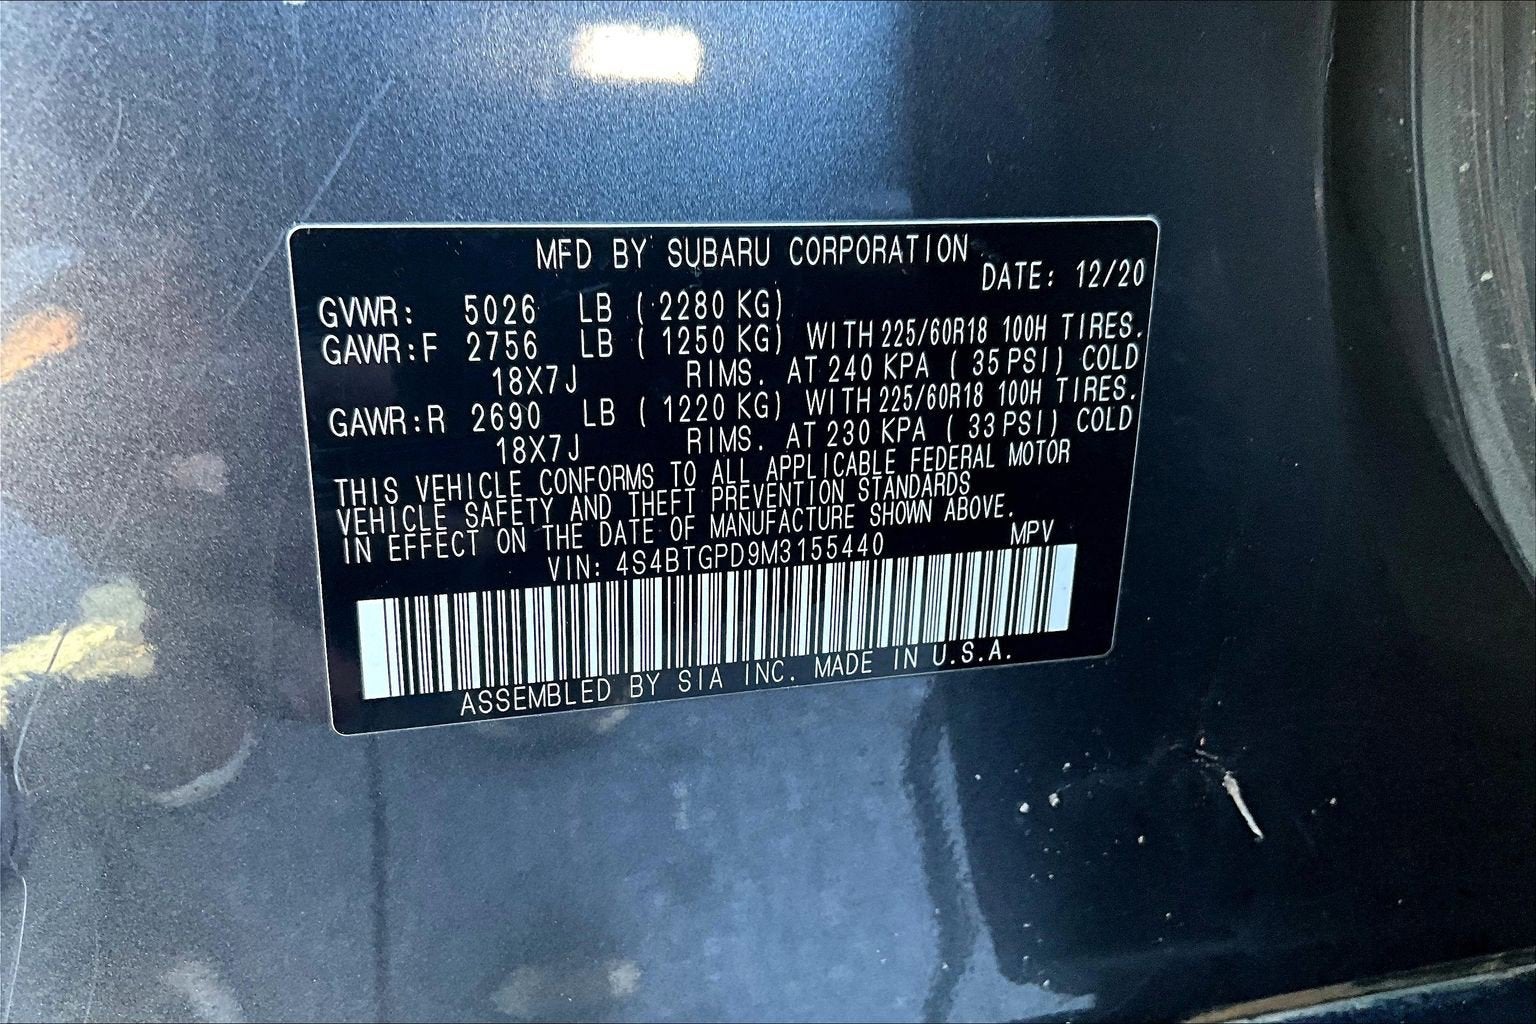 MFD BY SUBARU CORPORATION
DATE: 12/20
GVWR: 5026 LB ( 2280 KG)
GAWR:F 2756 LB ( 1250 KG) WITH 225/60R18 100H TIRES.
18X7J RIMS. AT 240 KPA ( 35 PSI) COLD
GAWR:R 2690 LB ( 1220 KG) WITH 225/60R18 100H TIRES.
18X7J RIMS. AT 230 KPA ( 33 PSI) COLD
THIS VEHICLE CONFORMS TO ALL APPLICABLE FEDERAL MOTOR
VEHICLE SAFETY AND THEFT PREVENTION STANDARDS
IN EFFECT ON THE DATE OF MANUFACTURE SHOWN ABOVE.
VIN: 4S4BTGPD9M3155440 MPV
ASSEMBLED BY SIA INC. MADE IN U.S.A.